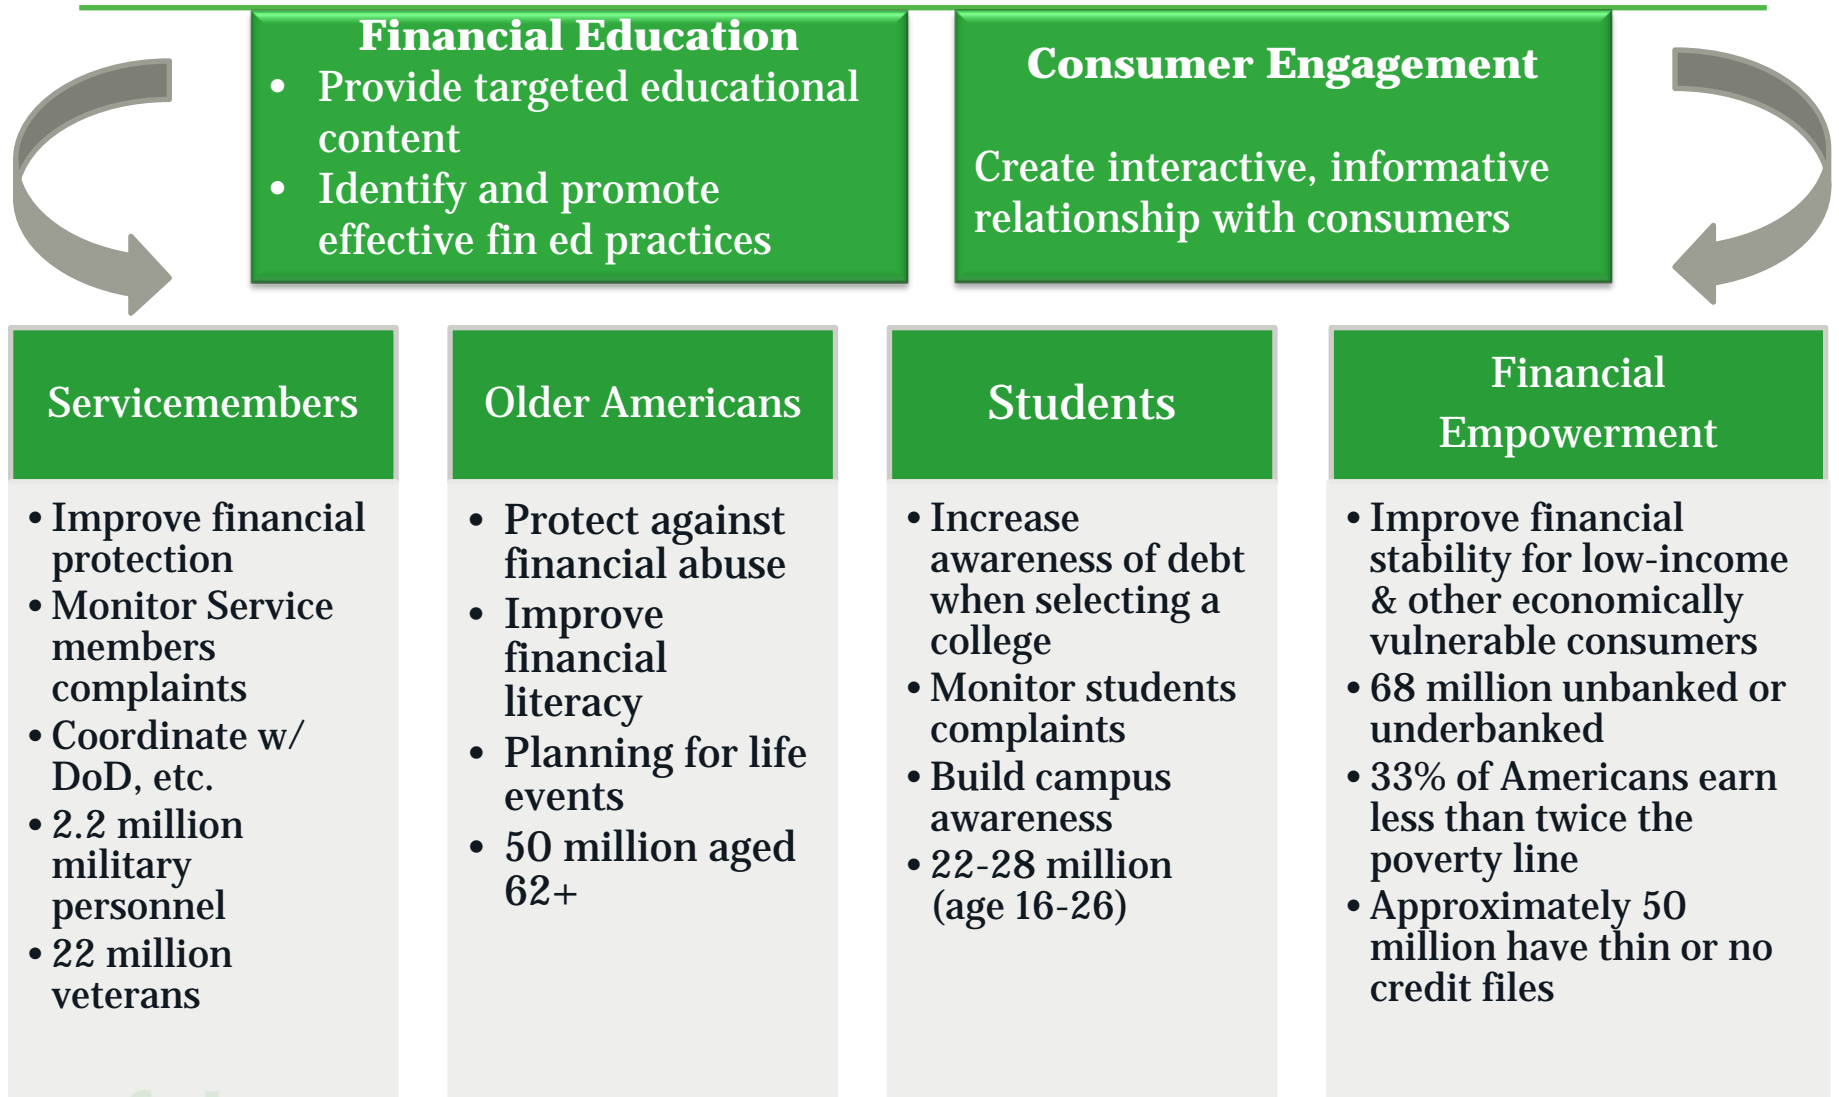 Financial Education
• Provide targeted educational
content
• Identify and promote
effective fin ed practices
Consumer Engagement
Create interactive, informative
relationship with consumers
Servicemembers
• Improve financial
protection
• Monitor Service
members
complaints
• Coordinate w/
DoD, etc.
• 2.2 million
military
personnel
• 22 million
veterans
Older Americans
• Protect against
financial abuse
• Improve
financial
literacy
• Planning for life
events
• 50 million aged
62+
Students
• Increase
awareness of debt
when selecting a
college
• Monitor students
complaints
• Build campus
awareness
• 22-28 million
(age 16-26)
Financial
Empowerment
• Improve financial
stability for low-income
& other economically
vulnerable consumers
• 68 million unbanked or
underbanked
• 33% of Americans earn
less than twice the
poverty line
• Approximately 50
million have thin or no
credit files